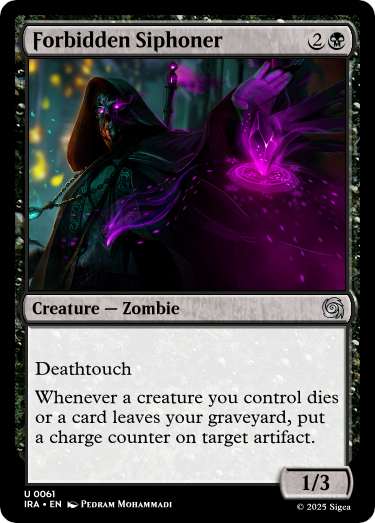 Forbidden Siphoner 2
Creature — Zombie
Deathtouch
Whenever a creature you control dies
or a card leaves your graveyard, put
a charge counter on target artifact.
1/3
U 0061
IRA • EN Pedram Mohammadi
© 2025 Sigea